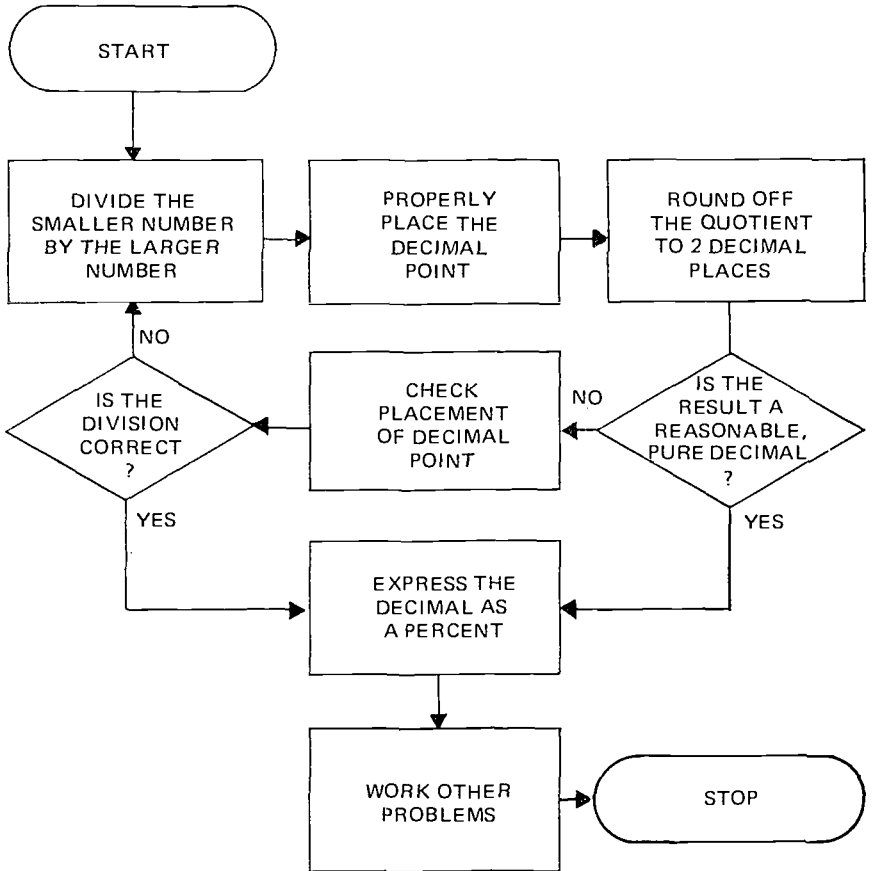 START
DIVIDE THE
SMALLER NUMBER
BY THE LARGER
NUMBER
PROPERLY
PLACE THE
DECIMAL
POINT
ROUND OFF
THE QUOTIENT
TO 2 DECIMAL
PLACES
IS THE
RESULT A
REASONABLE,
PURE DECIMAL
?
NO
YES
CHECK
PLACEMENT
OF DECIMAL
POINT
IS THE
DIVISION
CORRECT
?
NO
YES
EXPRESS THE
DECIMAL AS
A PERCENT
WORK OTHER
PROBLEMS
STOP